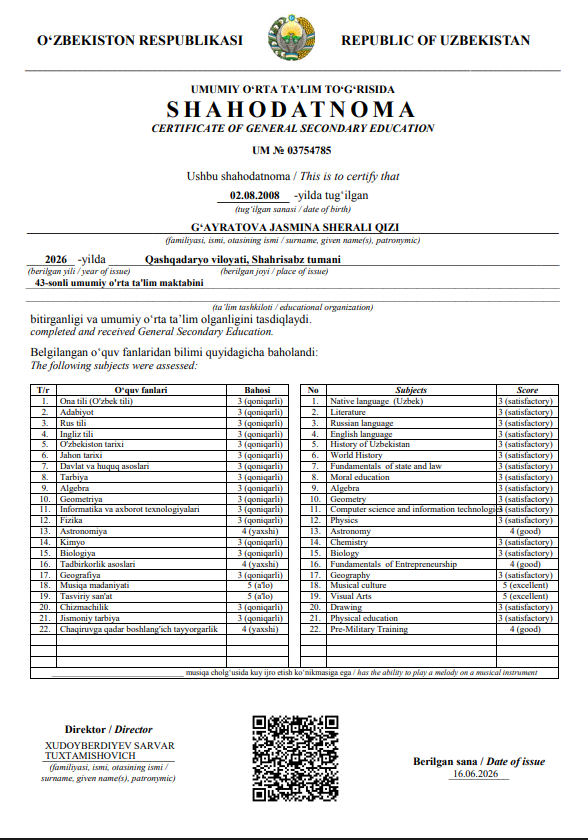 O‘ZBEKISTON RESPUBLIKASI REPUBLIC OF UZBEKISTAN
UMUMIY O‘RTA TA’LIM TO‘G‘RISIDA
SHAHODATNOMA
CERTIFICATE OF GENERAL SECONDARY EDUCATION
UM № 03754785
Ushbu shahodatnoma / This is to certify that
02.08.2008 -yilda tug‘ilgan
(tug‘ilgan sanasi / date of birth)
G‘AYRATOVA JASMINA SHERALI QIZI
(familiyasi, ismi, otasining ismi / surname, given name(s), patronymic)
2026 -yilda Qashqadaryo viloyati, Shahrisabz tumani
(berilgan yili / year of issue) (berilgan joyi / place of issue)
43-sonli umumiy o'rta ta'lim maktabini
(ta’lim tashkiloti / educational organization)
bitirganligi va umumiy o‘rta ta’lim olganligini tasdiqlaydi.
completed and received General Secondary Education.
Belgilangan o‘quv fanlaridan bilimi quyidagicha baholandi:
The following subjects were assessed:
T/r O‘quv fanlari Bahosi No Subjects Score
1. Ona tili (O'zbek tili) 3 (qoniqarli) 1. Native language (Uzbek) 3 (satisfactory)
2. Adabiyot 3 (qoniqarli) 2. Literature 3 (satisfactory)
3. Rus tili 3 (qoniqarli) 3. Russian language 3 (satisfactory)
4. Ingliz tili 3 (qoniqarli) 4. English language 3 (satisfactory)
5. O'zbekiston tarixi 3 (qoniqarli) 5. History of Uzbekistan 3 (satisfactory)
6. Jahon tarixi 3 (qoniqarli) 6. World History 3 (satisfactory)
7. Davlat va huquq asoslari 3 (qoniqarli) 7. Fundamentals of state and law 3 (satisfactory)
8. Tarbiya 3 (qoniqarli) 8. Moral education 3 (satisfactory)
9. Algebra 3 (qoniqarli) 9. Algebra 3 (satisfactory)
10. Geometriya 3 (qoniqarli) 10. Geometry 3 (satisfactory)
11. Informatika va axborot texnologiyalari 3 (qoniqarli) 11. Computer science and information technologies 3 (satisfactory)
12. Fizika 3 (qoniqarli) 12. Physics 3 (satisfactory)
13. Astronomiya 4 (yaxshi) 13. Astronomy 4 (good)
14. Kimyo 3 (qoniqarli) 14. Chemistry 3 (satisfactory)
15. Biologiya 3 (qoniqarli) 15. Biology 3 (satisfactory)
16. Tadbirkorlik asoslari 4 (yaxshi) 16. Fundamentals of Entrepreneurship 4 (good)
17. Geografiya 3 (qoniqarli) 17. Geography 3 (satisfactory)
18. Musiqa madaniyati 5 (a'lo) 18. Musical culture 5 (excellent)
19. Tasviriy san'at 5 (a'lo) 19. Visual Arts 5 (excellent)
20. Chizmachilik 3 (qoniqarli) 20. Drawing 3 (satisfactory)
21. Jismoniy tarbiya 3 (qoniqarli) 21. Physical education 3 (satisfactory)
22. Chaqiruvga qadar boshlang'ich tayyorgarlik 4 (yaxshi) 22. Pre-Military Training 4 (good)
musiqa cholg‘usida kuy ijro etish ko‘nikmasiga ega / has the ability to play a melody on a musical instrument
Direktor / Director
XUDOYBERDIYEV SARVAR
TUXTAMISHOVICH
(familiyasi, ismi, otasining ismi /
surname, given name(s), patronymic)
Berilgan sana / Date of issue
16.06.2026